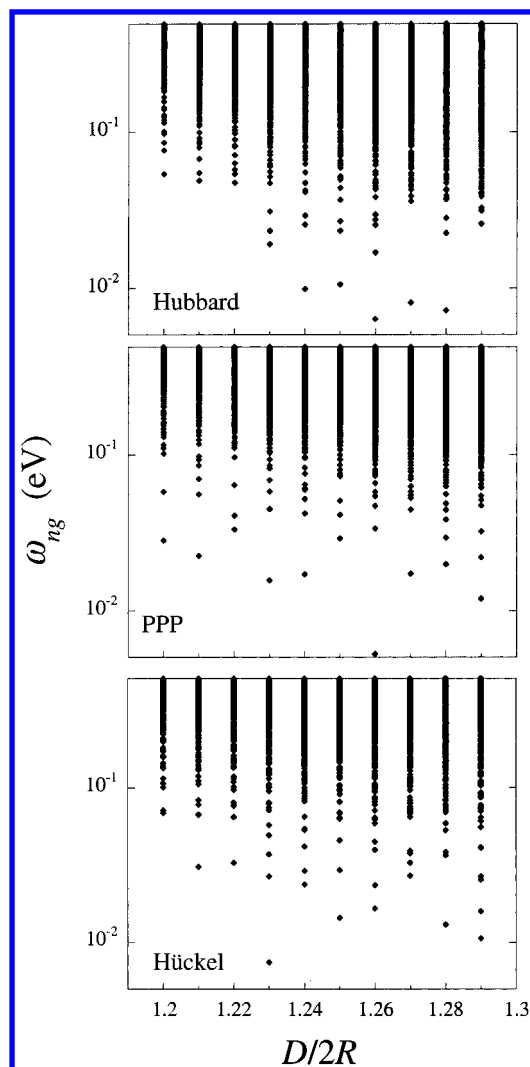 10⁻¹
10⁻²
Hubbard
10⁻¹
10⁻²
PPP
10⁻¹
10⁻²
Hückel
ω_ng (eV)
1.2 1.22 1.24 1.26 1.28 1.3
D/2R